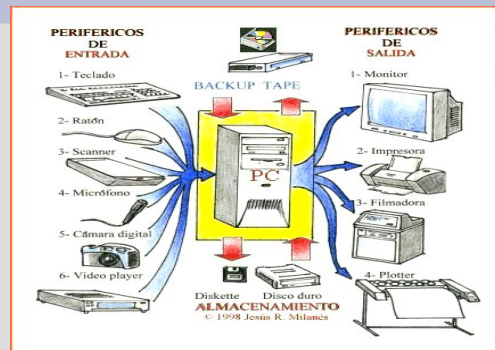 PERIFERICOS
DE
ENTRADA
1- Teclado
2- Ratón
3- Scanner
4- Micrófono
5- Cámara digital
6- Video player
BACKUP TAPE
PC
Diskette Disco duro
ALMACENAMIENTO
© 1998 Jesús R. Milanés
PERIFERICOS
DE
SALIDA
1- Monitor
2- Impresora
3- Filmadora
4- Plotter